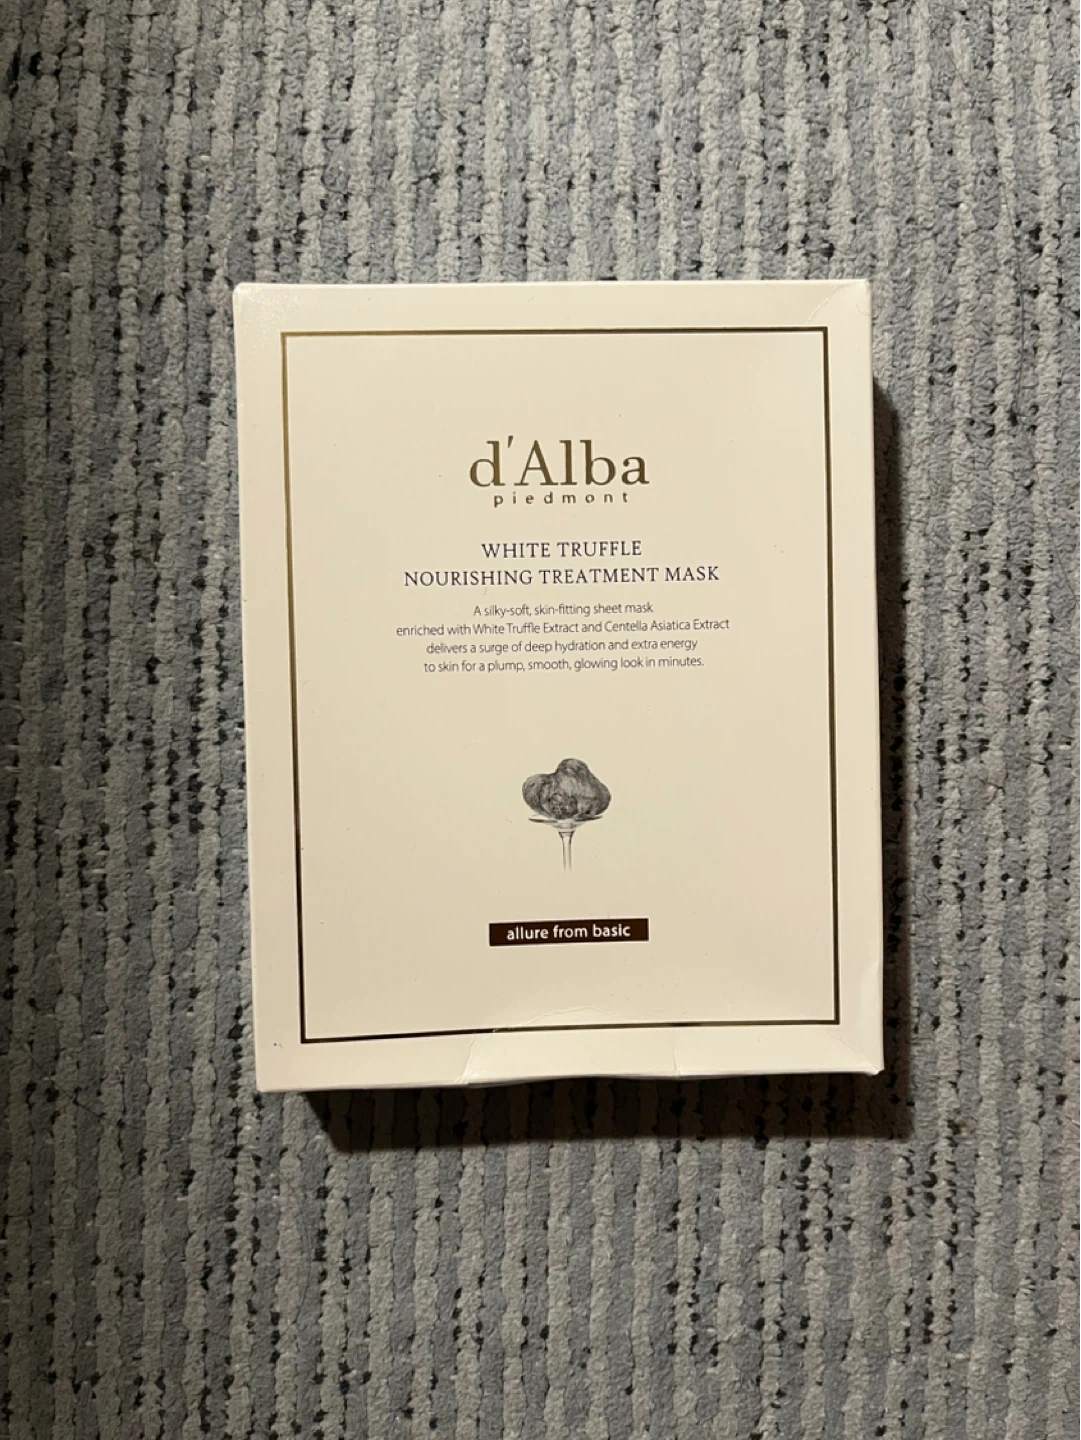 d'Alba
piedmont
WHITE TRUFFLE
NOURISHING TREATMENT MASK
A silky-soft, skin-fitting sheet mask
enriched with White Truffle Extract and Centella Asiatica Extract
delivers a surge of deep hydration and extra energy
to skin for a plump, smooth, glowing look in minutes.
allure from basic